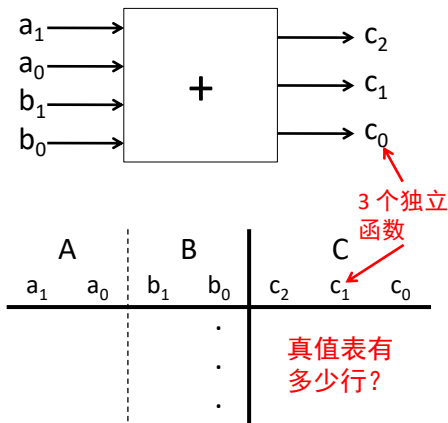 a₁
a₀
b₁
b₀
+
c₂
c₁
c₀
3 个独立
函数
A B C
a₁ a₀ b₁ b₀ c₂ c₁ c₀
真值表有
多少行?